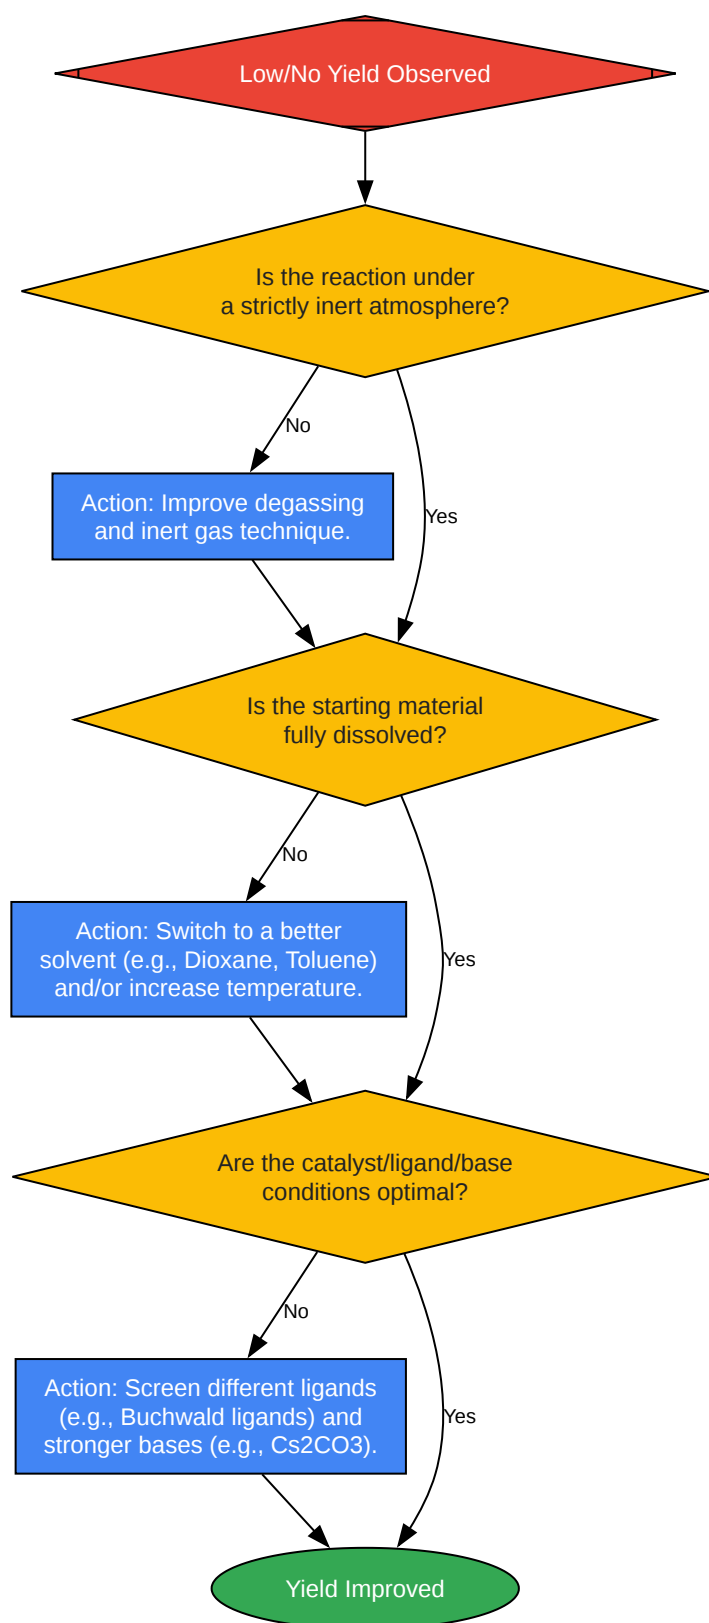 Low/No Yield Observed
Is the reaction under
a strictly inert atmosphere?
No
Action: Improve degassing
and inert gas technique.
Yes
Is the starting material
fully dissolved?
No
Action: Switch to a better
solvent (e.g., Dioxane, Toluene)
and/or increase temperature.
Yes
Are the catalyst/ligand/base
conditions optimal?
No
Action: Screen different ligands
(e.g., Buchwald ligands) and
stronger bases (e.g., Cs2CO3).
Yes
Yield Improved